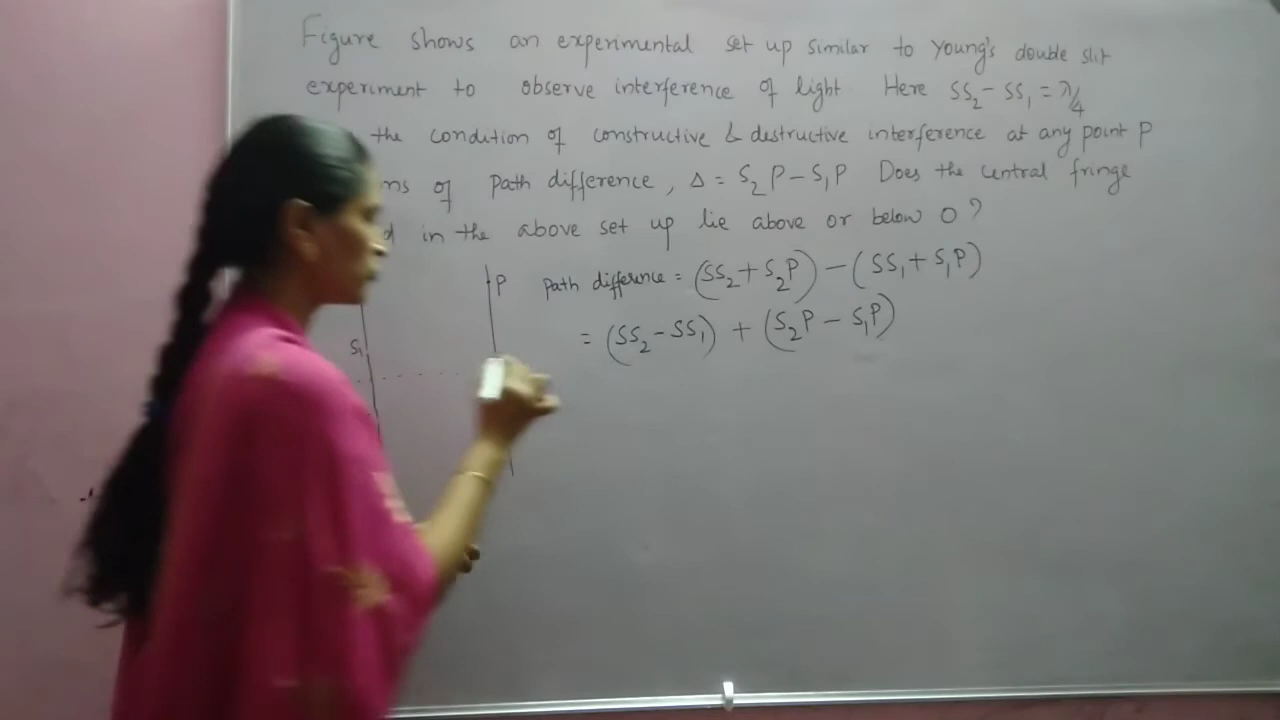 Figure shows an experimental set up similar to Young's double slit
experiment to observe interference of light Here SS₂ - SS₁ = λ/4
the condition of constructive & destructive interference at any point P
of path difference, Δ = S₂P - S₁P Does the central fringe
in the above set up lie above or below O?
P path difference = (SS₂ + S₂P) - (SS₁ + S₁P)
= (SS₂ - SS₁) + (S₂P - S₁P)
S₁